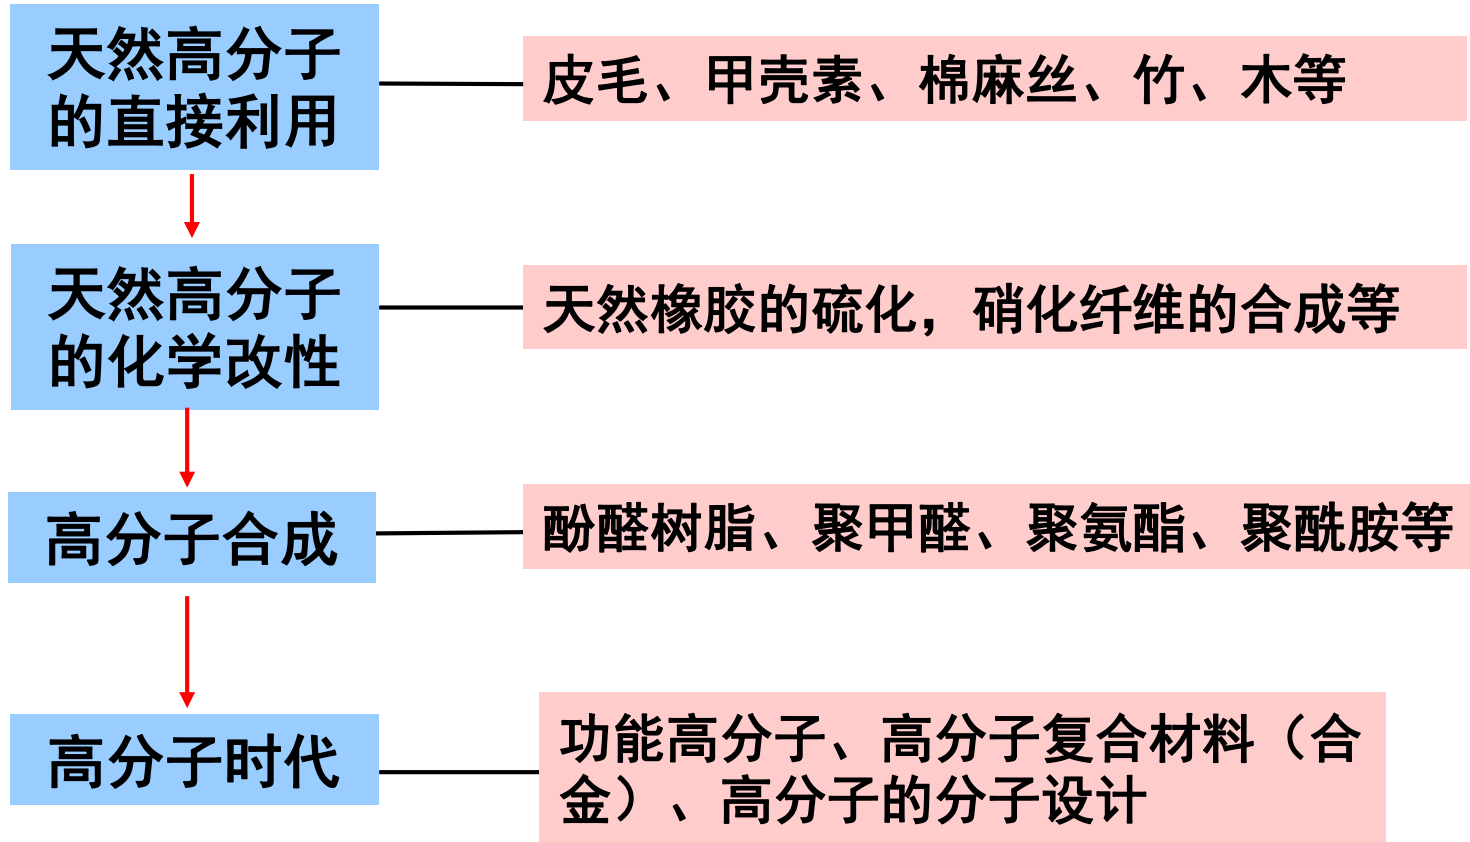 天然高分子
的直接利用
皮毛、甲壳素、棉麻丝、竹、木等
天然高分子
的化学改性
天然橡胶的硫化，硝化纤维的合成等
高分子合成
酚醛树脂、聚甲醛、聚氨酯、聚酰胺等
高分子时代
功能高分子、高分子复合材料（合
金）、高分子的分子设计